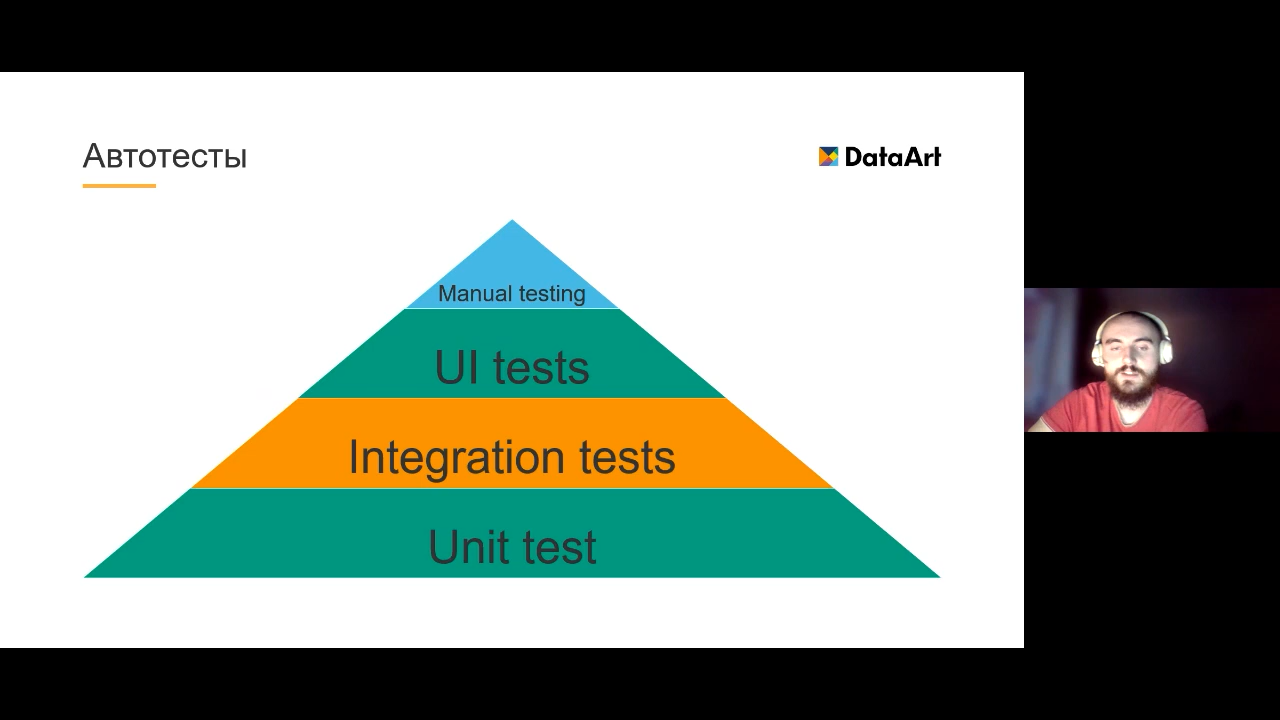 Автотесты
DataArt
Manual testing
UI tests
Integration tests
Unit test